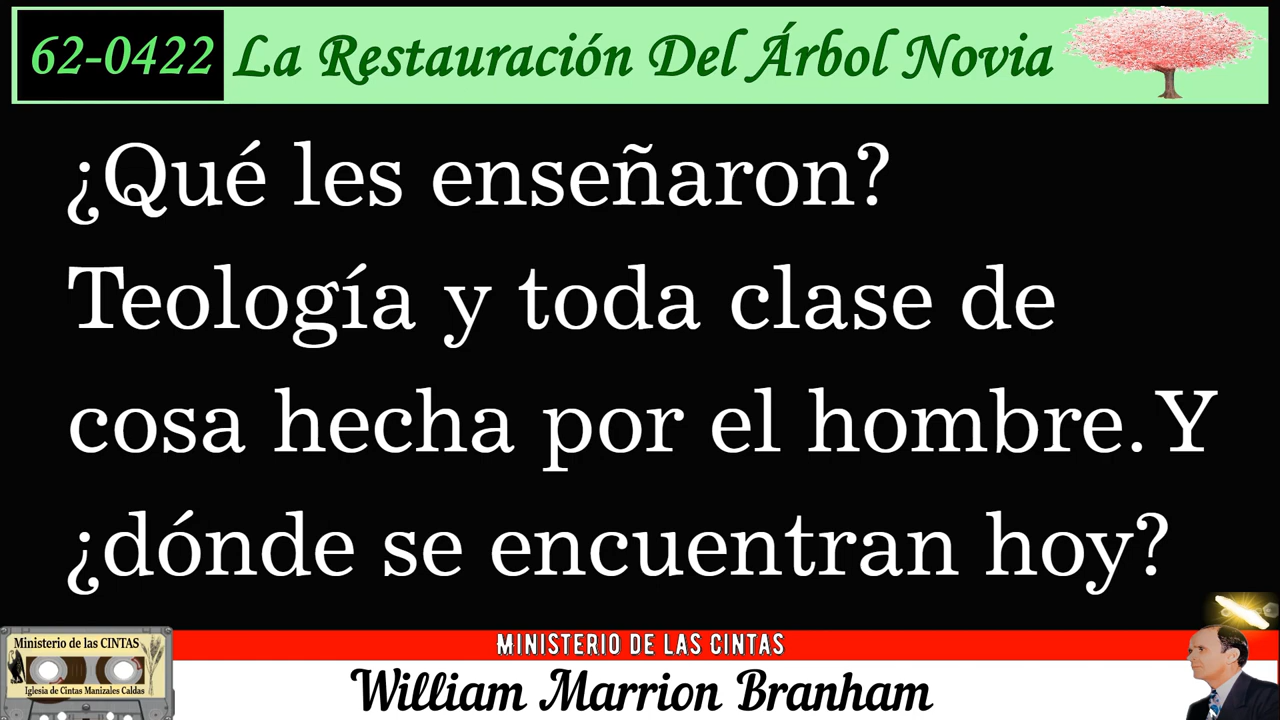 62-0422 La Restauración Del Árbol Novia
¿Qué les enseñaron?
Teología y toda clase de
cosa hecha por el hombre. Y
¿dónde se encuentran hoy?
MINISTERIO DE LAS CINTAS
Ministerio de las CINTAS
Iglesia de Cintas Manizales Caldas
William Marrion Branham